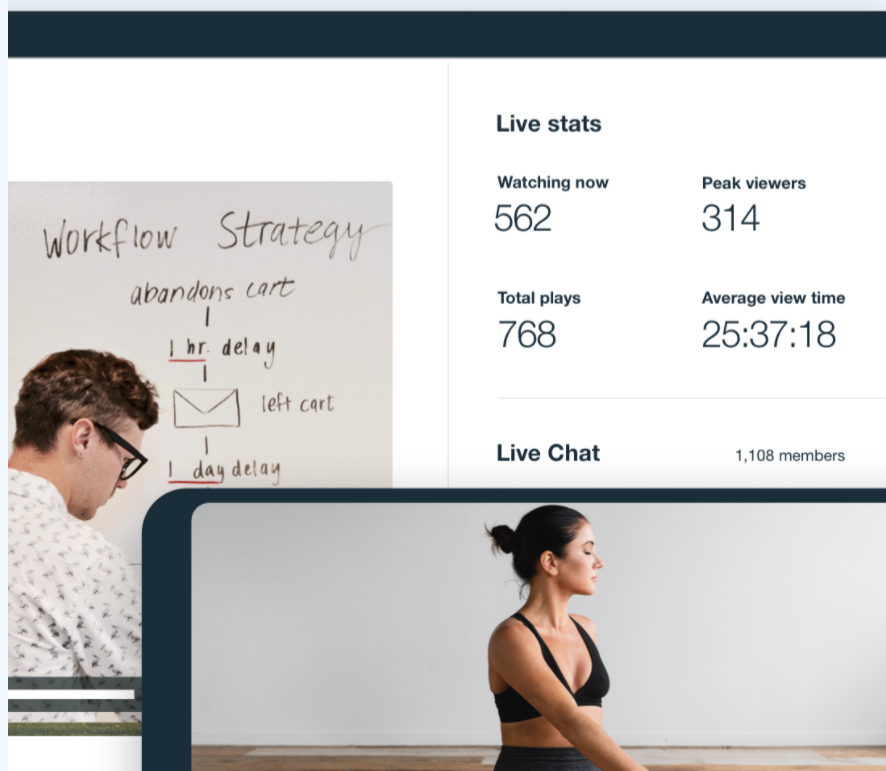 Workflow Strategy
abandons cart
1 hr. delay
left cart
1 day delay
Live stats
Watching now
562
Peak viewers
314
Total plays
768
Average view time
25:37:18
Live Chat
1,108 members